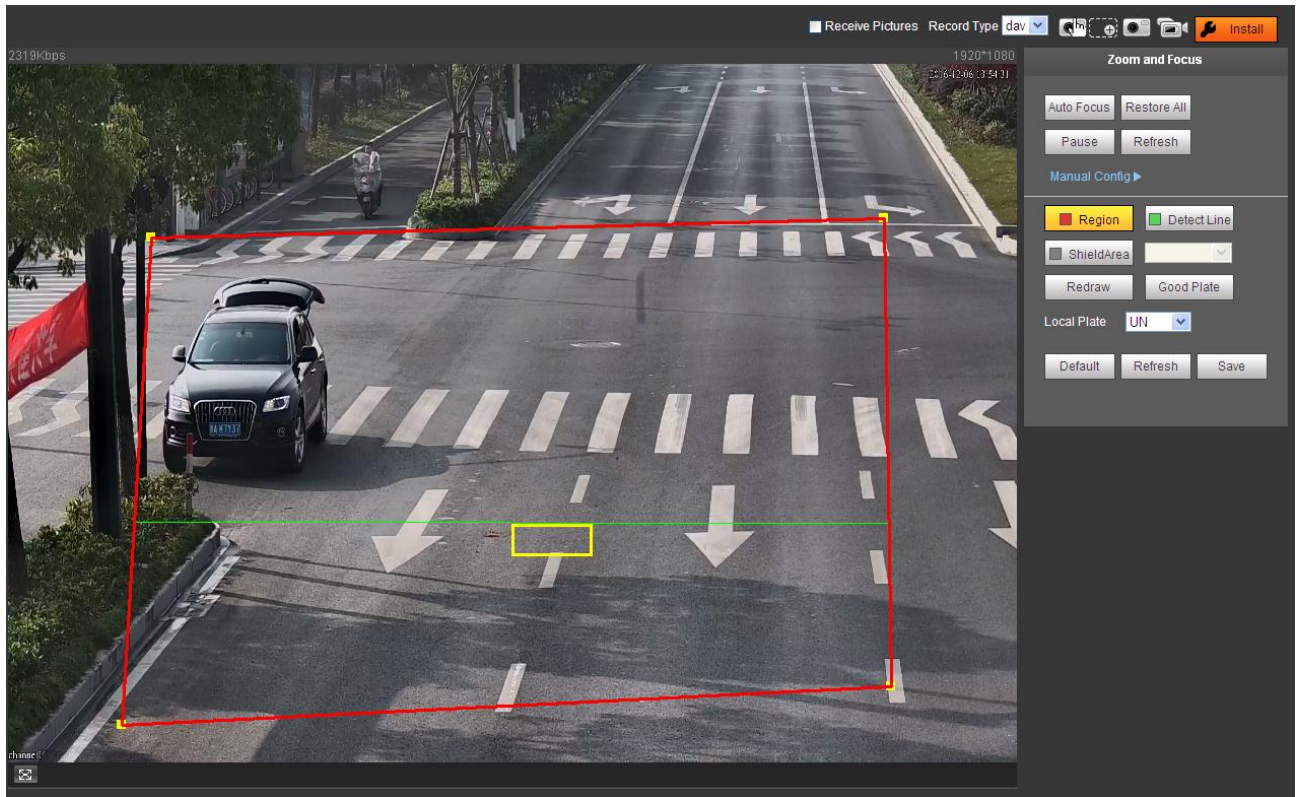 Receive Pictures Record Type dav Install
2319Kbps
1920*1080
Zoom and Focus
Auto Focus Restore All
Pause Refresh
Manual Config
Region Detect Line
ShieldArea
Redraw Good Plate
Local Plate UN
Default Refresh Save